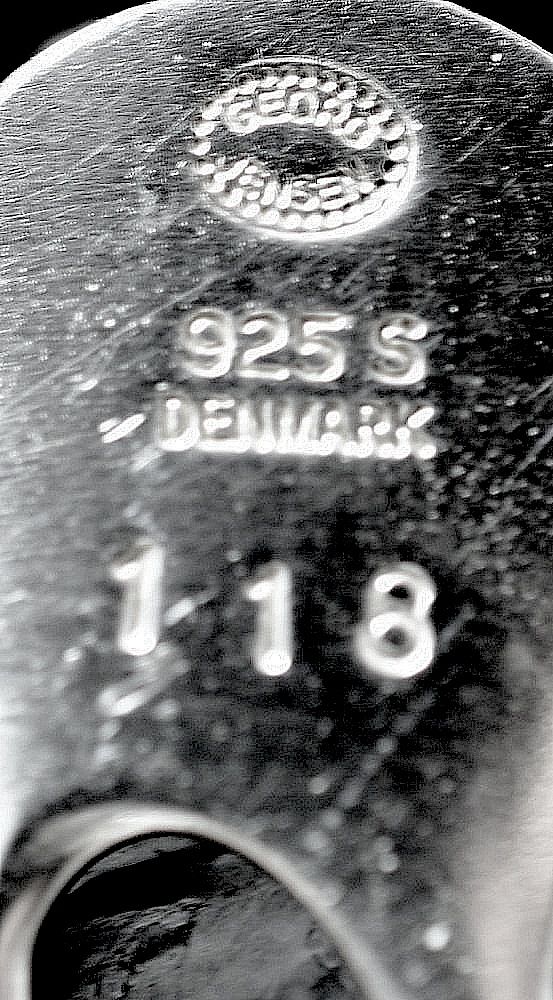 GEORG
JENSEN
925 S
DENMARK
118